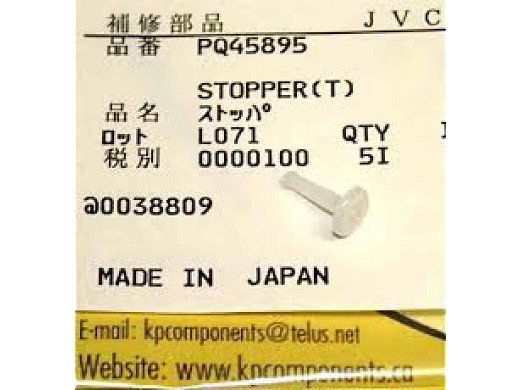 補修部品 JVC
品番 PQ45895
STOPPER(T)
品名 ストッパ
ロット L071 QTY
税別 0000100 5I
@0038809
MADE IN JAPAN
E-mail: kpcomponents@telus.net
Website: www.kpcomponents.ca